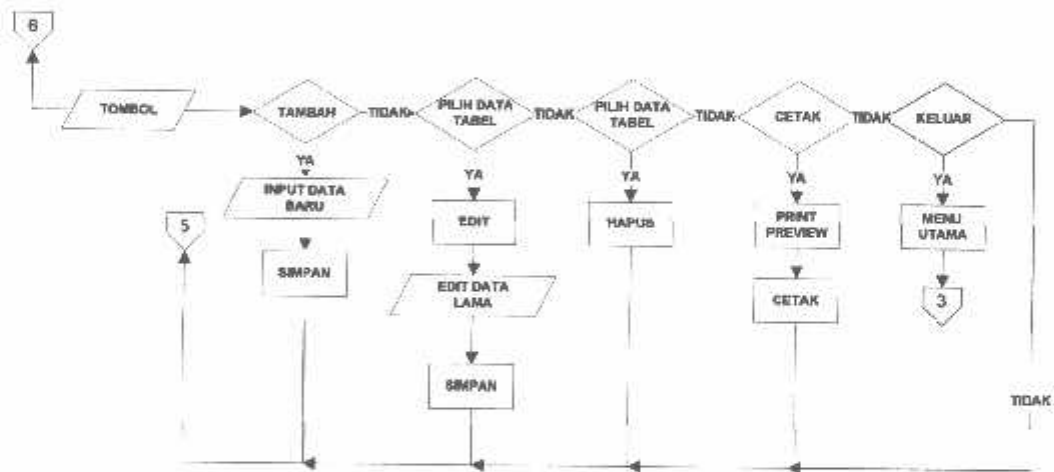 6
TOMBOL
TAMBAH
TIDAK
PILIH DATA
TABEL
TIDAK
PILIH DATA
TABEL
TIDAK
CETAK
TIDAK
KELUAR
YA
INPUT DATA
BARU
SIMPAN
YA
EDIT
EDIT DATA
LAMA
SIMPAN
YA
HAPUS
YA
PRINT
PREVIEW
CETAK
YA
MENU
UTAMA
3
5
TIDAK